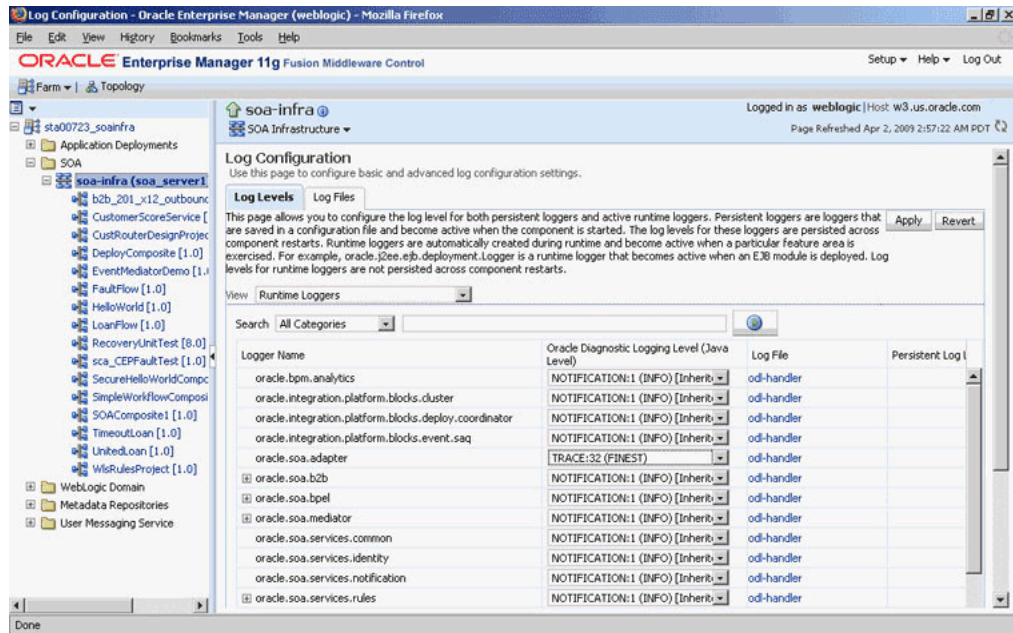 Log Configuration - Oracle Enterprise Manager (weblogic) - Mozilla Firefox
File Edit View History Bookmarks Tools Help
ORACLE Enterprise Manager 11g Fusion Middleware Control
Setup Help Log Out
Farm Topology
sta00723_soainfra
Application Deployments
SOA
soa-infra (soa_server1
b2b_201_x12_outbounc
CustomerScoreService [
CustRouterDesignProjec
DeployComposite [1.0]
EventMediatorDemo [1.
FaultFlow [1.0]
HelloWorld [1.0]
LoanFlow [1.0]
RecoveryUnitTest [8.0]
sca_CEPFaultTest [1.0]
SecureHelloWorldCompc
SimpleWorkflowComposi
SOAComposite1 [1.0]
TimeoutLoan [1.0]
UnitedLoan [1.0]
WlsRulesProject [1.0]
WebLogic Domain
Metadata Repositories
User Messaging Service
soa-infra
SOA Infrastructure
Logged in as weblogic|Host w3.us.oracle.com
Page Refreshed Apr 2, 2009 2:57:22 AM PDT
Log Configuration
Use this page to configure basic and advanced log configuration settings.
Log Levels Log Files
This page allows you to configure the log level for both persistent loggers and active runtime loggers. Persistent loggers are loggers that
are saved in a configuration file and become active when the component is started. The log levels for these loggers are persisted across
component restarts. Runtime loggers are automatically created during runtime and become active when a particular feature area is
exercised. For example, oracle.j2ee.ejb.deployment.Logger is a runtime logger that becomes active when an EJB module is deployed. Log
levels for runtime loggers are not persisted across component restarts.
Apply Revert
View Runtime Loggers
Search All Categories
Logger Name Oracle Diagnostic Logging Level (Java Level) Log File Persistent Log L
oracle.bpm.analytics NOTIFICATION:1 (INFO) [Inherit odl-handler
oracle.integration.platform.blocks.cluster NOTIFICATION:1 (INFO) [Inherit odl-handler
oracle.integration.platform.blocks.deploy.coordinator NOTIFICATION:1 (INFO) [Inherit odl-handler
oracle.integration.platform.blocks.event.saq NOTIFICATION:1 (INFO) [Inherit odl-handler
oracle.soa.adapter TRACE:32 (FINEST) odl-handler
oracle.soa.b2b NOTIFICATION:1 (INFO) [Inherit odl-handler
oracle.soa.bpel NOTIFICATION:1 (INFO) [Inherit odl-handler
oracle.soa.mediator NOTIFICATION:1 (INFO) [Inherit odl-handler
oracle.soa.services.common NOTIFICATION:1 (INFO) [Inherit odl-handler
oracle.soa.services.identity NOTIFICATION:1 (INFO) [Inherit odl-handler
oracle.soa.services.notification NOTIFICATION:1 (INFO) [Inherit odl-handler
oracle.soa.services.rules NOTIFICATION:1 (INFO) [Inherit odl-handler
Done